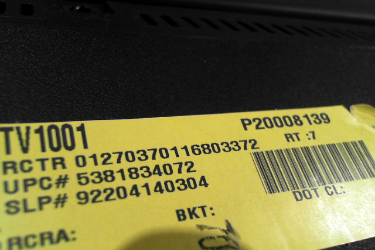 TV1001
P20008139
RCTR 01270370116803372
RT :7
UPC# 5381834072
SLP# 92204140304
DOT CL:
BKT:
RCRA: